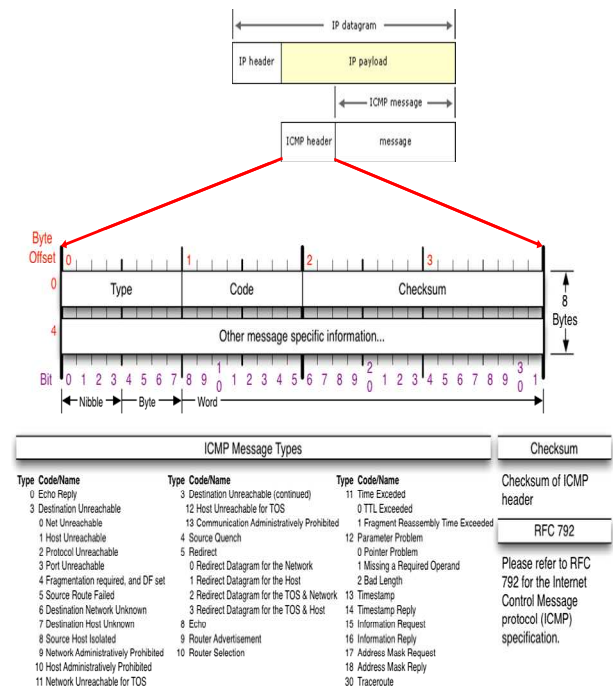 IP datagram
IP header IP payload
ICMP message
ICMP header message
Byte
Offset 0 1 2 3
0 Type Code Checksum
8
Bytes
4 Other message specific information...
Bit 0 1 2 3 4 5 6 7 8 9 10 1 2 3 4 5 6 7 8 9 20 1 2 3 4 5 6 7 8 9 30 1
Nibble Byte Word
ICMP Message Types
Type Code/Name
0 Echo Reply
3 Destination Unreachable
0 Net Unreachable
1 Host Unreachable
2 Protocol Unreachable
3 Port Unreachable
4 Fragmentation required, and DF set
5 Source Route Failed
6 Destination Network Unknown
7 Destination Host Unknown
8 Source Host Isolated
9 Network Administratively Prohibited
10 Host Administratively Prohibited
11 Network Unreachable for TOS
Type Code/Name
3 Destination Unreachable (continued)
12 Host Unreachable for TOS
13 Communication Administratively Prohibited
4 Source Quench
5 Redirect
0 Redirect Datagram for the Network
1 Redirect Datagram for the Host
2 Redirect Datagram for the TOS & Network
3 Redirect Datagram for the TOS & Host
8 Echo
9 Router Advertisement
10 Router Selection
Type Code/Name
11 Time Exceeded
0 TTL Exceeded
1 Fragment Reassembly Time Exceeded
12 Parameter Problem
0 Pointer Problem
1 Missing a Required Operand
2 Bad Length
13 Timestamp
14 Timestamp Reply
15 Information Request
16 Information Reply
17 Address Mask Request
18 Address Mask Reply
30 Traceroute
Checksum
Checksum of ICMP
header
RFC 792
Please refer to RFC
792 for the Internet
Control Message
protocol (ICMP)
specification.